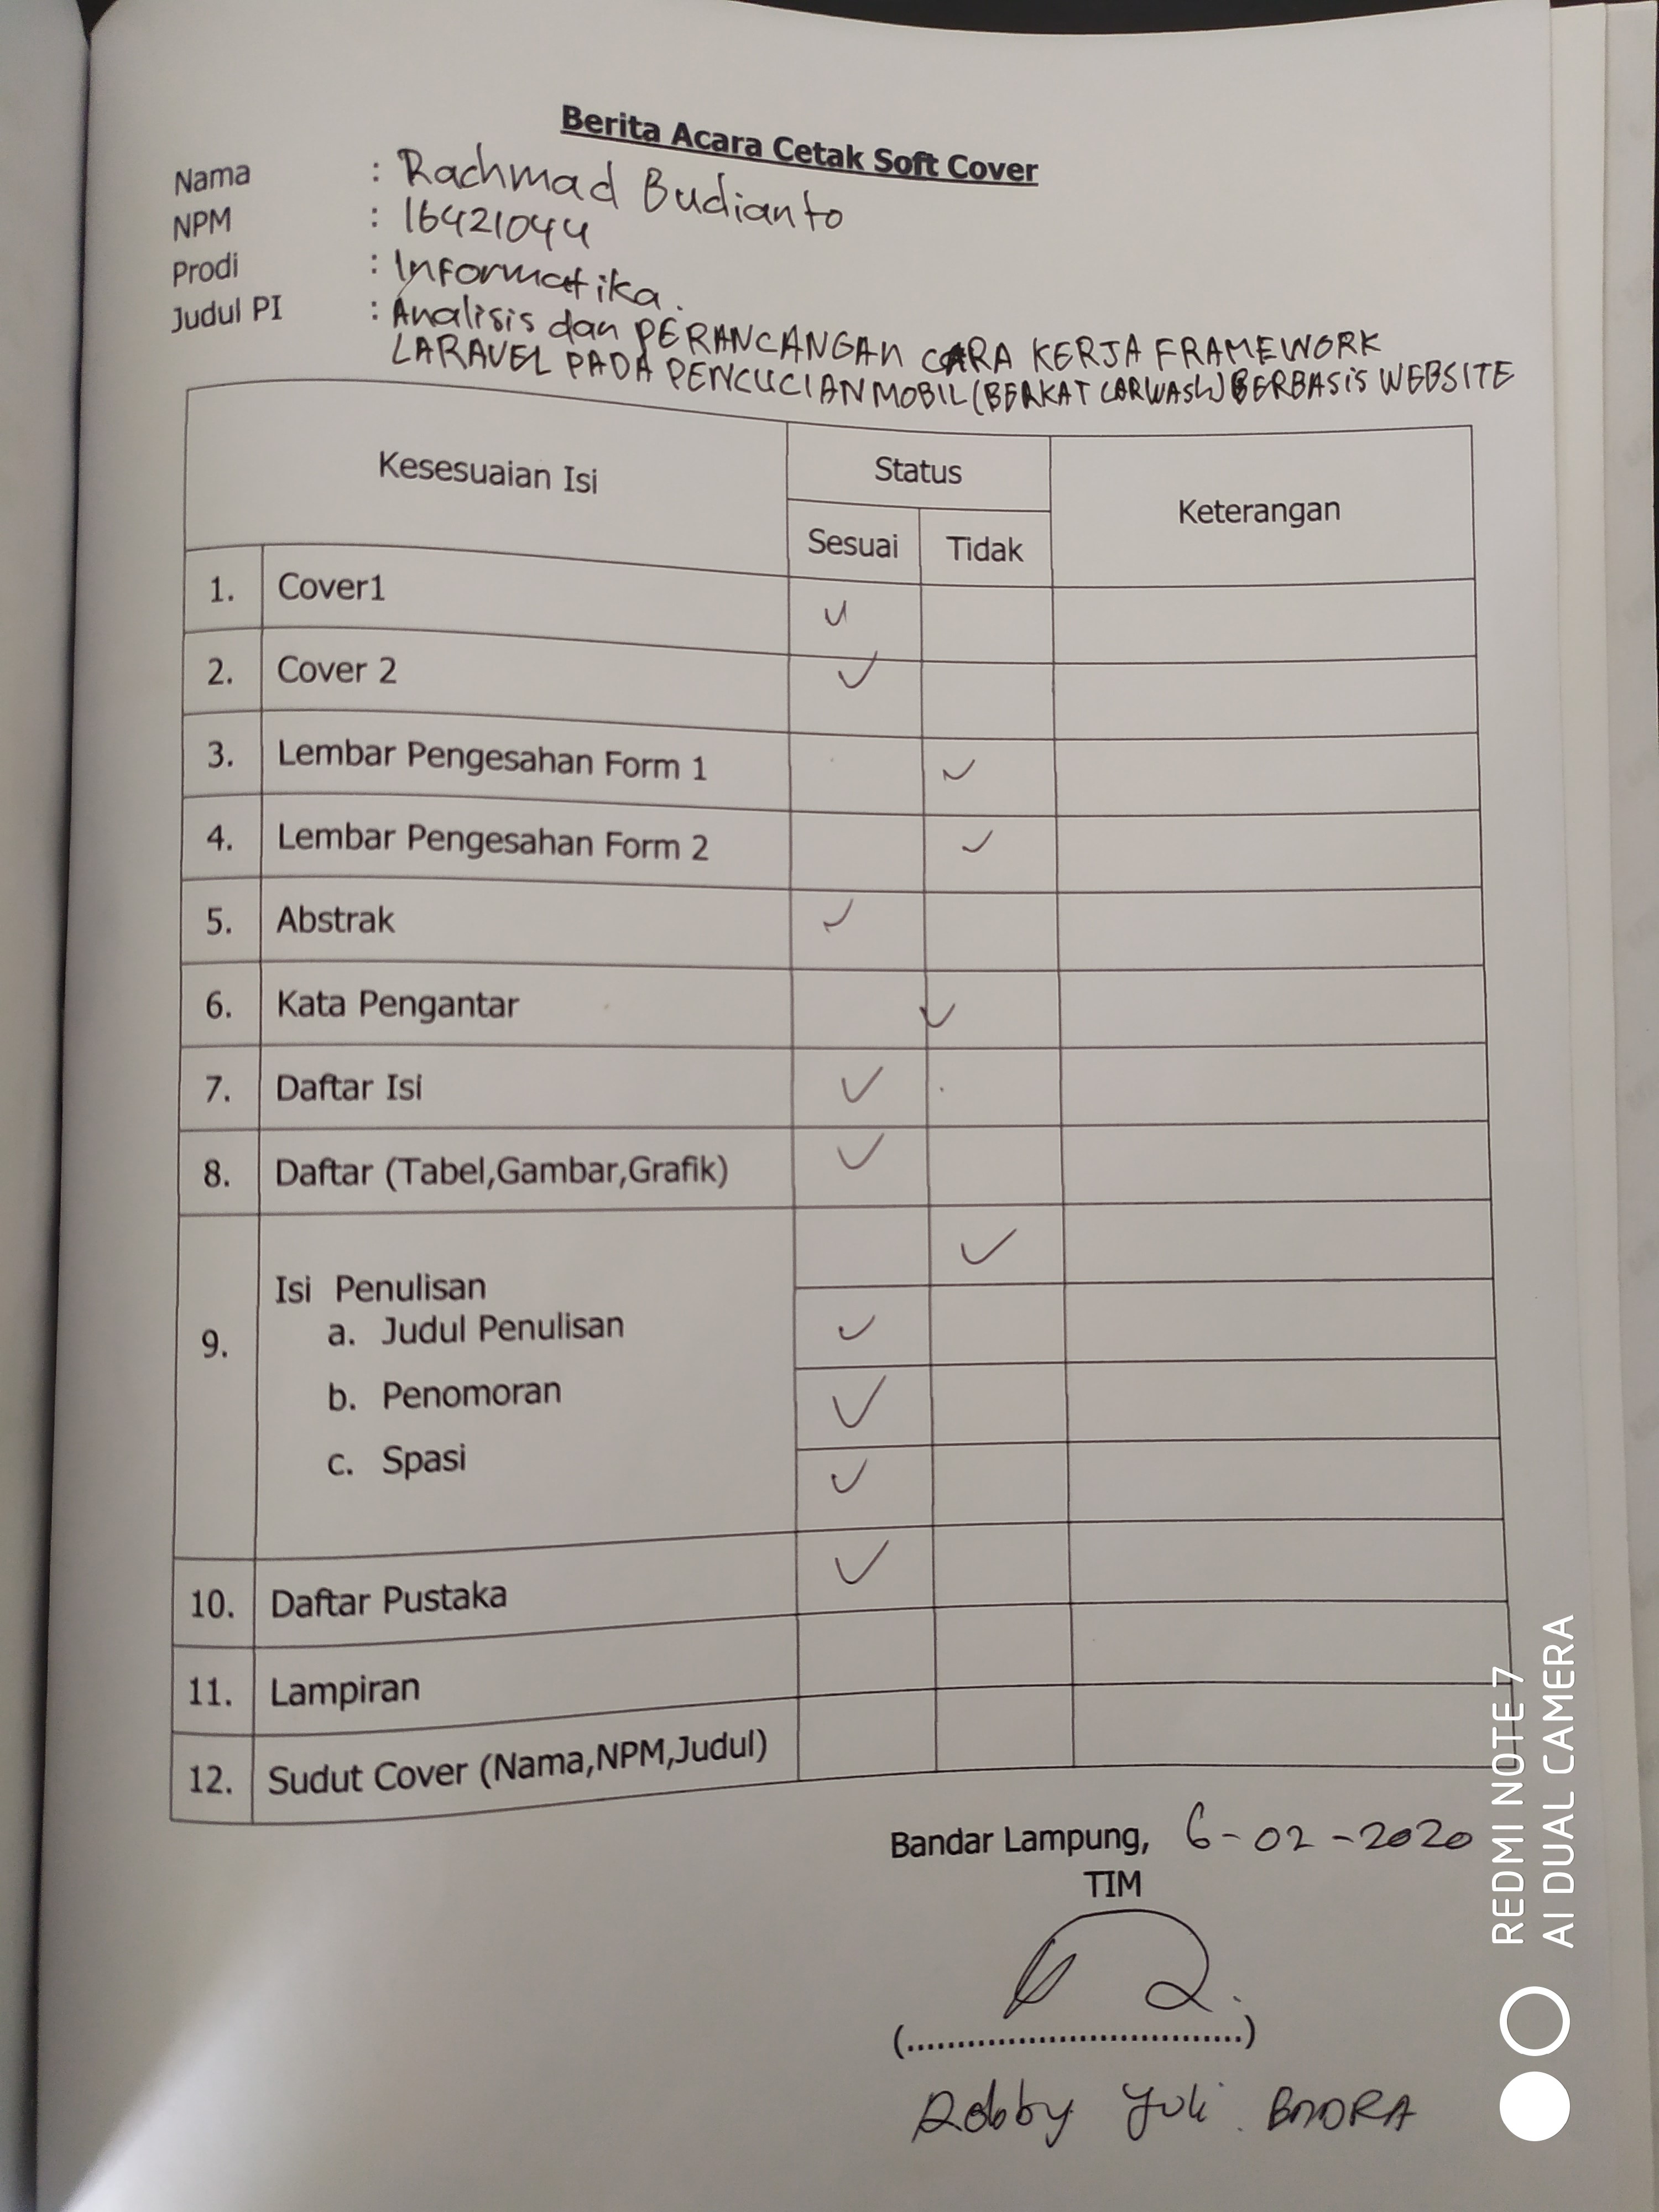 Berita Acara Cetak Soft Cover
Nama : Rachmad Budianto
NPM : 16421044
Prodi : Informatika.
Judul PI : Analisis dan PERANCANGAN CARA KERJA FRAMEWORK
LARAVEL PADA PENCUCIAN MOBIL (BERKAT CARWASH) BERBASIS WEBSITE
Kesesuaian Isi Status Keterangan
Sesuai Tidak
1. Cover1 ✓
2. Cover 2 ✓
3. Lembar Pengesahan Form 1 ✓
4. Lembar Pengesahan Form 2 ✓
5. Abstrak ✓
6. Kata Pengantar ✓
7. Daftar Isi ✓
8. Daftar (Tabel,Gambar,Grafik) ✓
9. Isi Penulisan ✓
a. Judul Penulisan ✓
b. Penomoran ✓
c. Spasi ✓
10. Daftar Pustaka ✓
11. Lampiran
12. Sudut Cover (Nama,NPM,Judul)
Bandar Lampung, 6-02-2020
TIM
(.................................)
Robby Yuli
REDMI NOTE 7
AI DUAL CAMERA